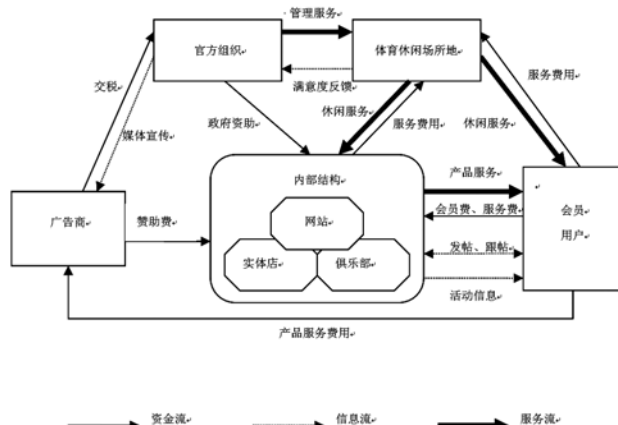 管理服务
官方组织
体育休闲场所地
服务费用
交税
满意度反馈
休闲服务
媒体宣传
政府资助
服务费用
休闲服务
内部结构
产品服务
广告商
赞助费
网站
会员费、服务费
会员
用户
实体店
俱乐部
发帖、跟帖
活动信息
产品服务费用
资金流
信息流
服务流